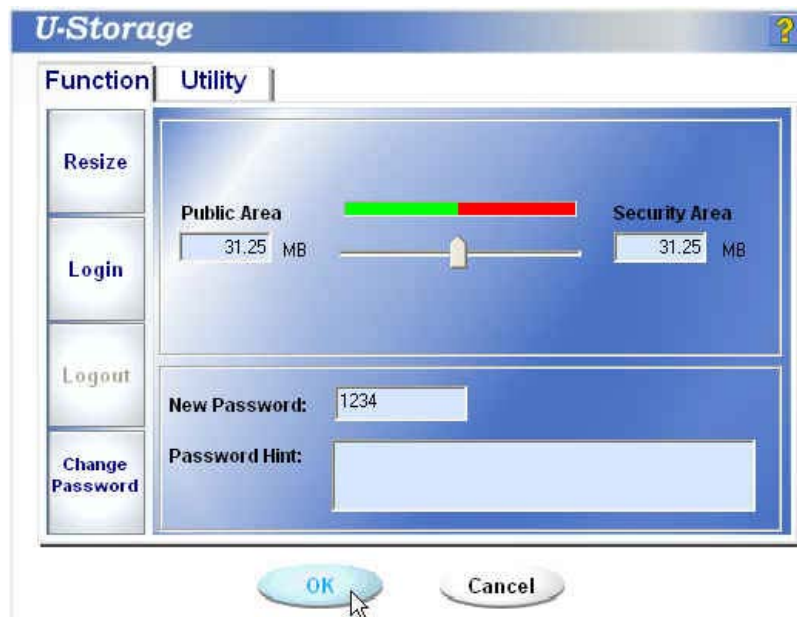 U-Storage
?
Function Utility
Resize
Public Area Security Area
31.25 MB 31.25 MB
Login
Logout
New Password: 1234
Password Hint:
Change
Password
OK Cancel